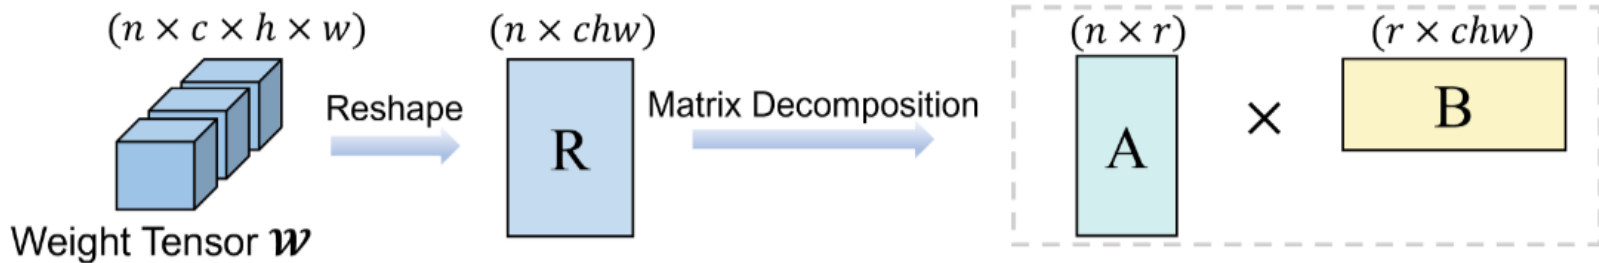 (n × c × h × w)
(n × chw)
(n × r)
(r × chw)
Reshape
Matrix Decomposition
R
A
×
B
Weight Tensor 𝓦